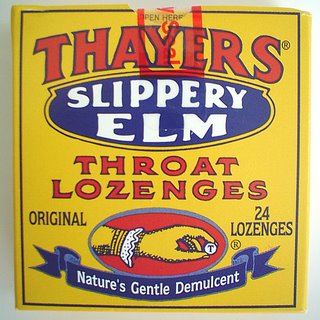 OPEN HERE
THAYERS®
SLIPPERY
ELM
THROAT
LOZENGES
ORIGINAL
24
LOZENGES
T
®
Nature's Gentle Demulcent